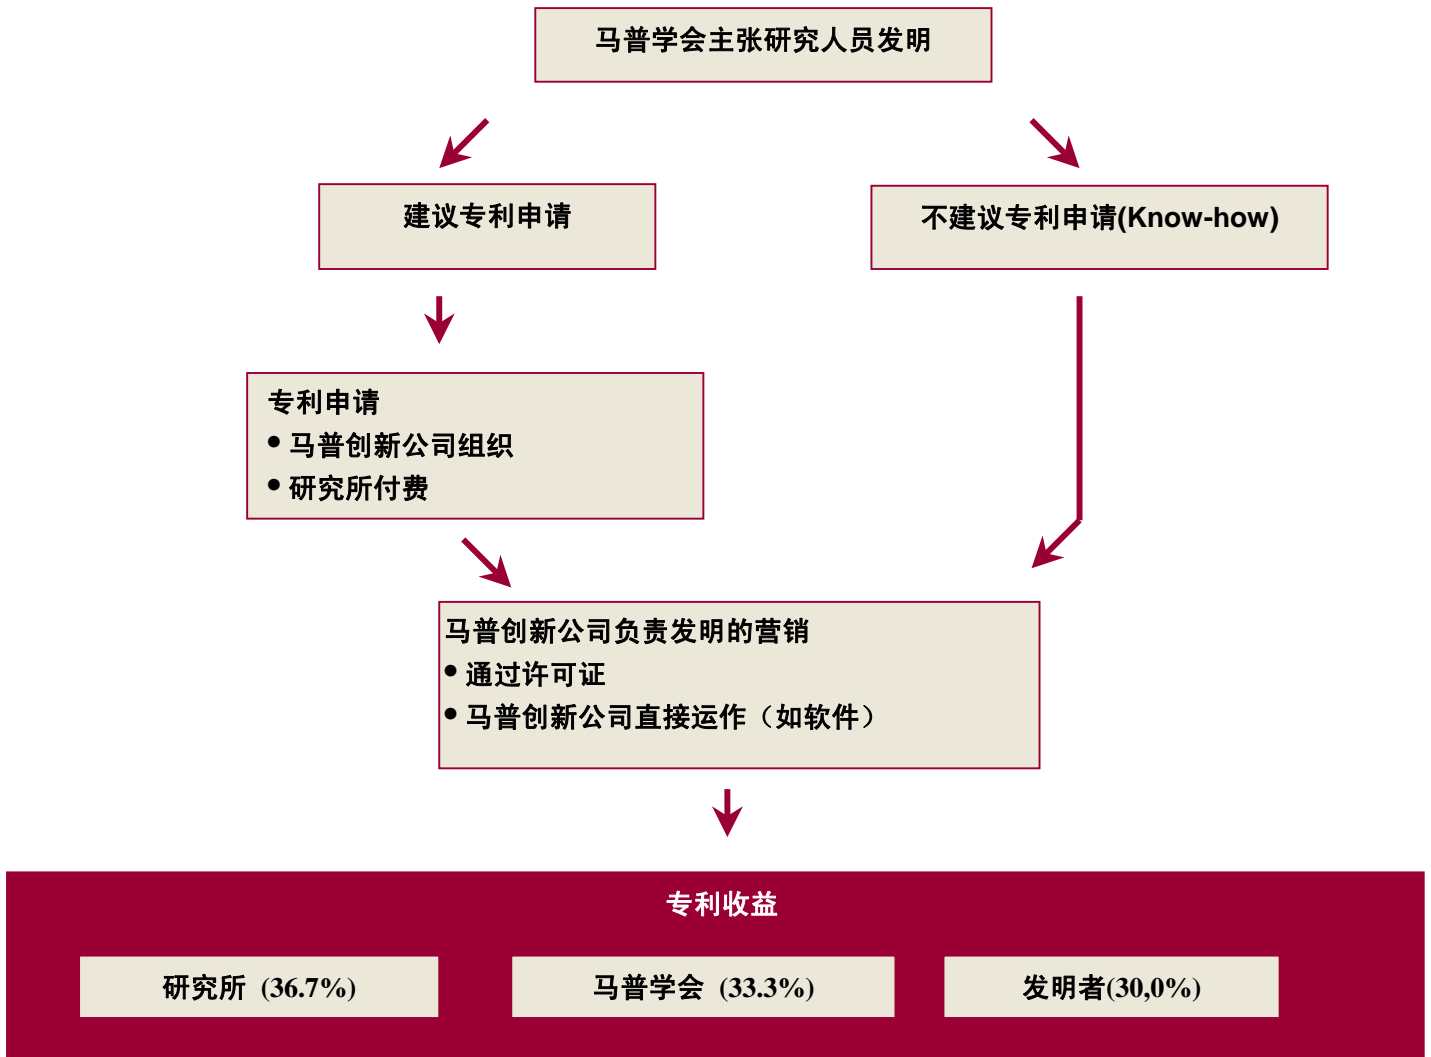 马普学会主张研究人员发明
建议专利申请
不建议专利申请(Know-how)
专利申请
• 马普创新公司组织
• 研究所付费
马普创新公司负责发明的营销
• 通过许可证
• 马普创新公司直接运作（如软件）
专利收益
研究所 (36.7%)
马普学会 (33.3%)
发明者(30,0%)